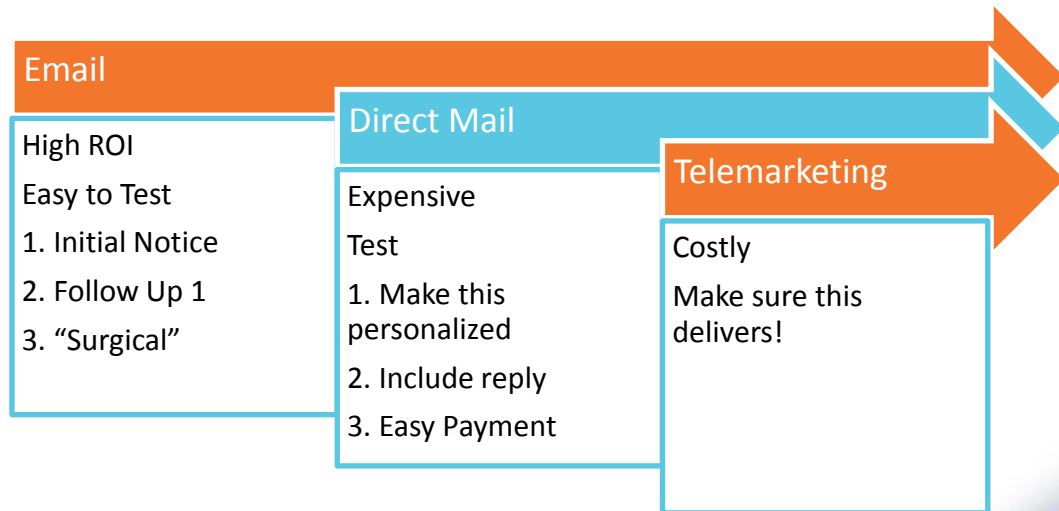 Email
High ROI
Easy to Test
1. Initial Notice
2. Follow Up 1
3. “Surgical”
Direct Mail
Expensive
Test
1. Make this
personalized
2. Include reply
3. Easy Payment
Telemarketing
Costly
Make sure this
delivers!